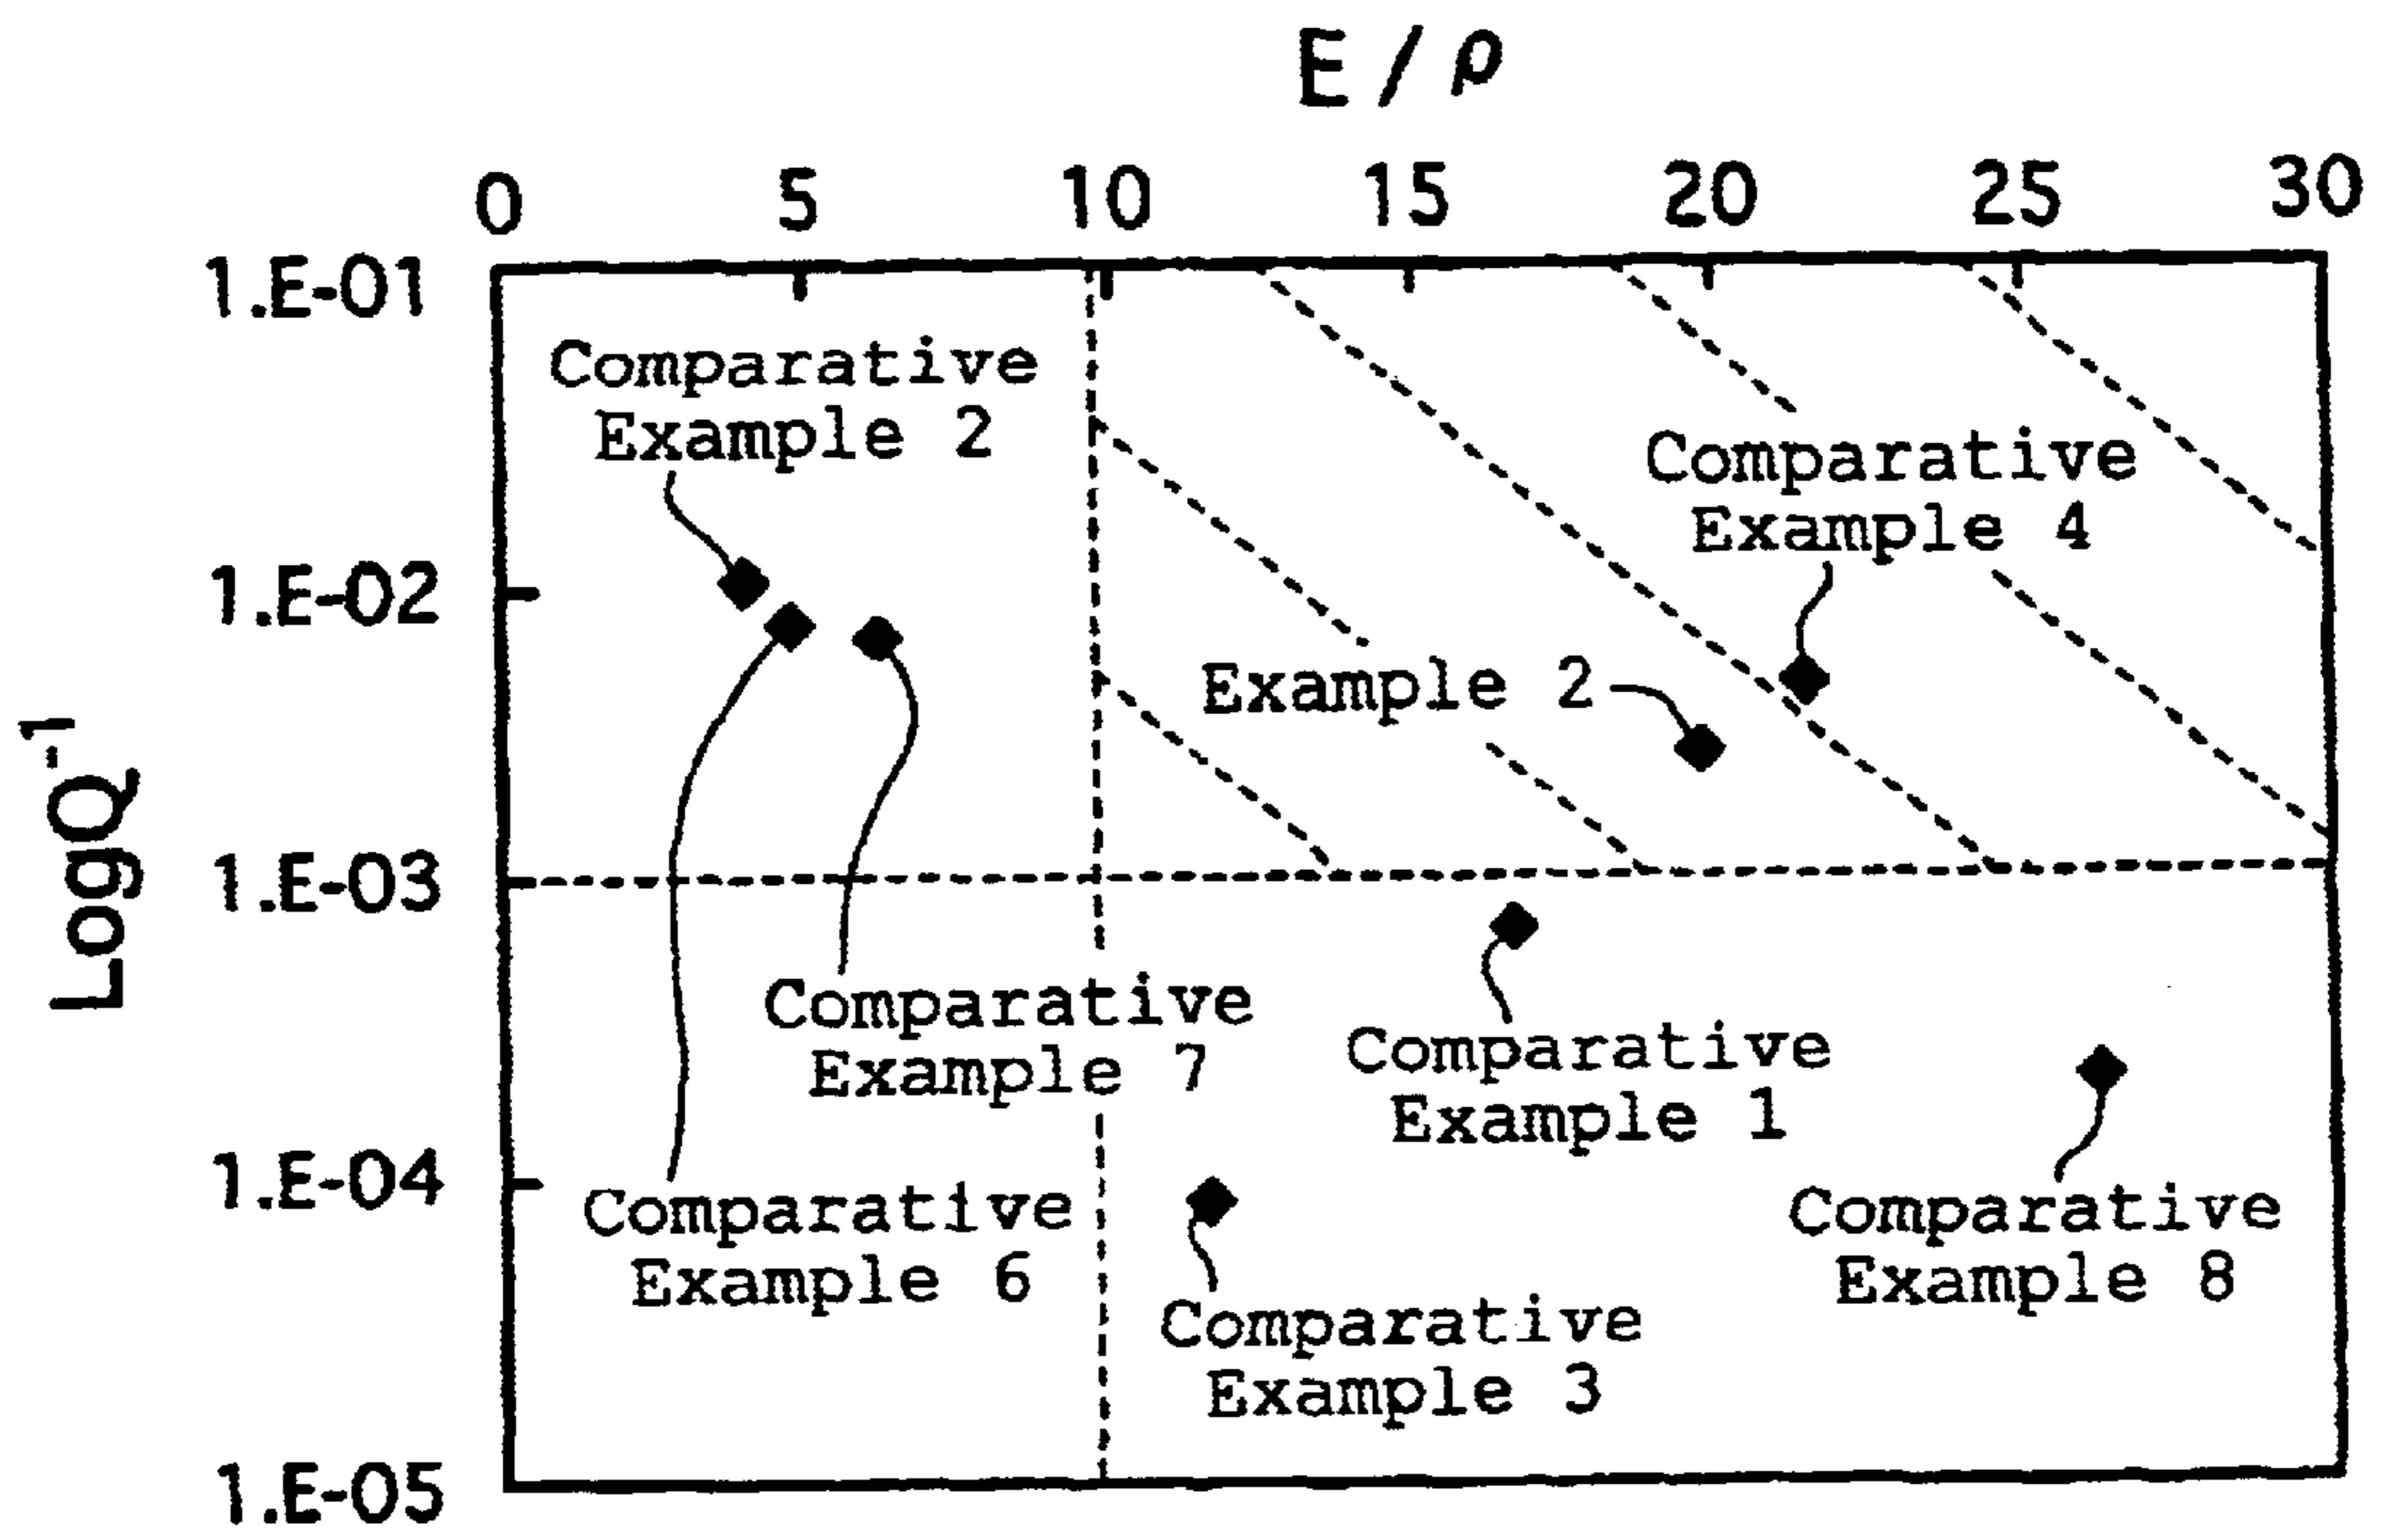 E/ρ
0 5 10 15 20 25 30
1.E-01
Comparative
Example 2
Comparative
Example 4
1.E-02
Example 2
LogQ⁻¹
1.E-03
Comparative
Example 7
Comparative
Example 1
1.E-04
Comparative
Example 6
Comparative
Example 8
Comparative
Example 3
1.E-05